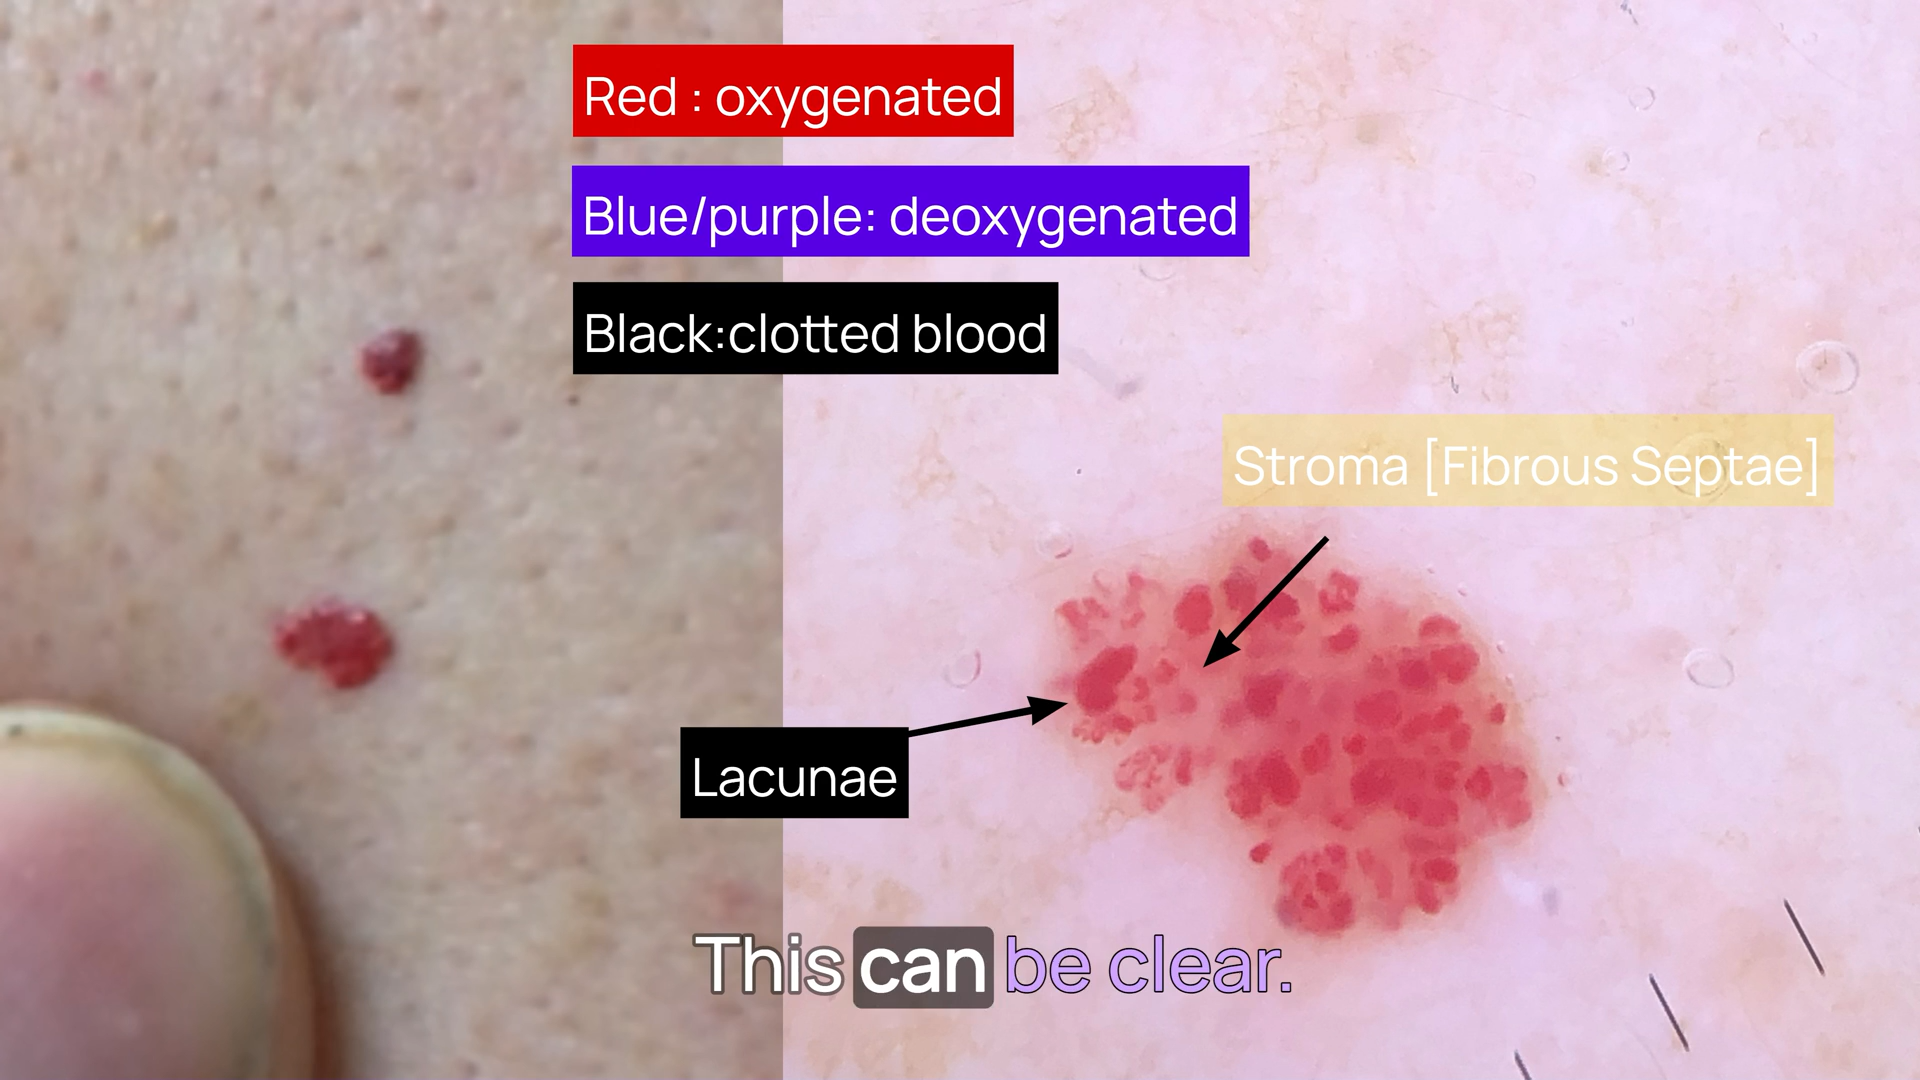 Red : oxygenated
Blue/purple: deoxygenated
Black:clotted blood
Stroma [Fibrous Septae]
Lacunae
This can be clear.